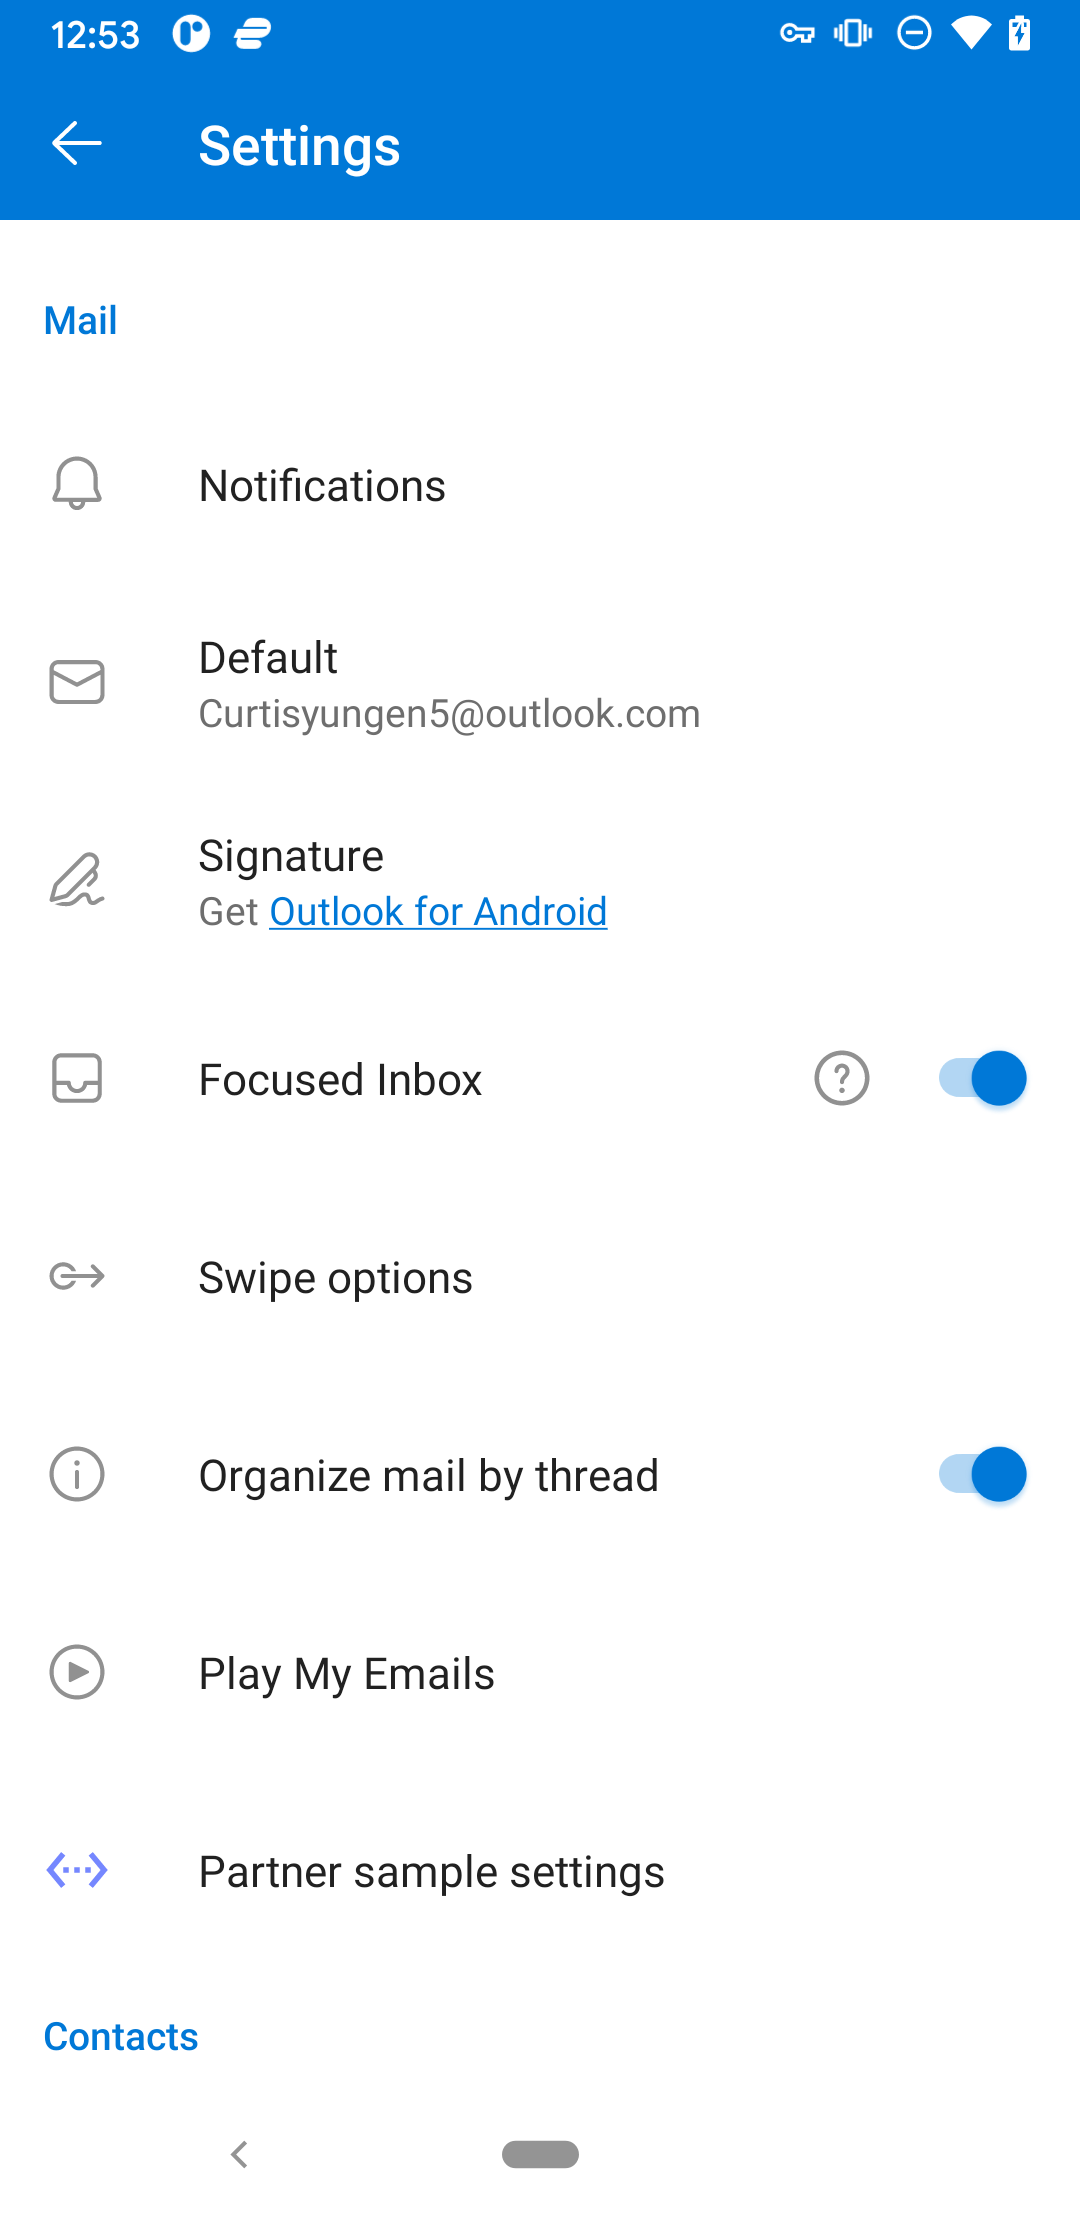 12:53
Settings
Mail
Notifications
Default
Curtisyungen5@outlook.com
Signature
Get Outlook for Android
Focused Inbox
Swipe options
Organize mail by thread
Play My Emails
Partner sample settings
Contacts